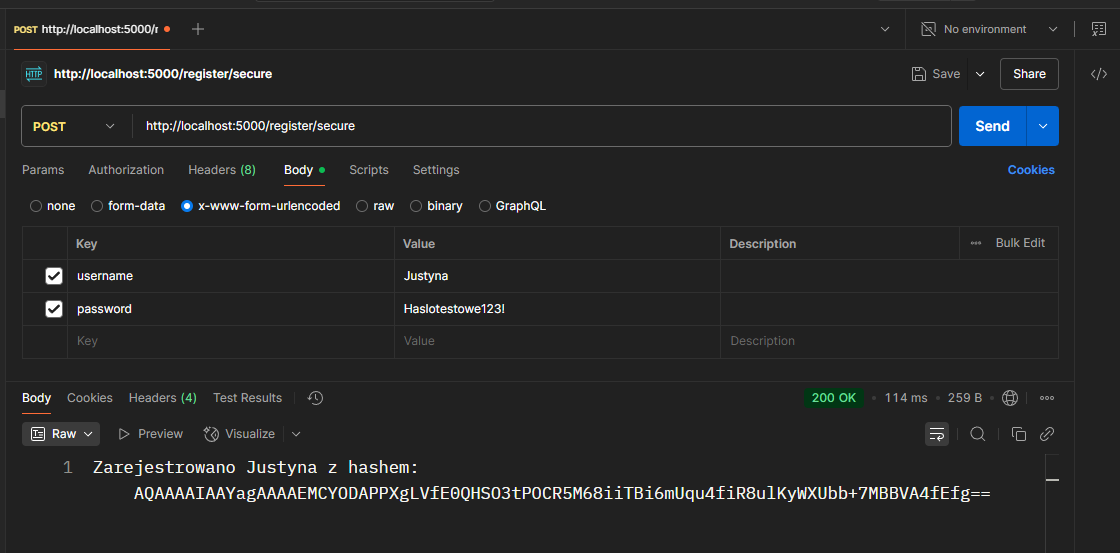 POST http://localhost:5000/r
No environment
HTTP http://localhost:5000/register/secure
Save
Share
POST
http://localhost:5000/register/secure
Send
Params Authorization Headers (8) Body Scripts Settings
Cookies
none form-data x-www-form-urlencoded raw binary GraphQL
Key Value Description ••• Bulk Edit
username Justyna
password Haslotestowe123!
Key Value Description
Body Cookies Headers (4) Test Results
200 OK • 114 ms • 259 B
Raw Preview Visualize
1 Zarejestrowano Justyna z hashem:
AQAAAAIAAYagAAAAEMCYODAPPXgLVfE0QHSO3tPOCR5M68iiTBi6mUqu4fiR8ulKyWXUbb+7MBBVA4fEfg==